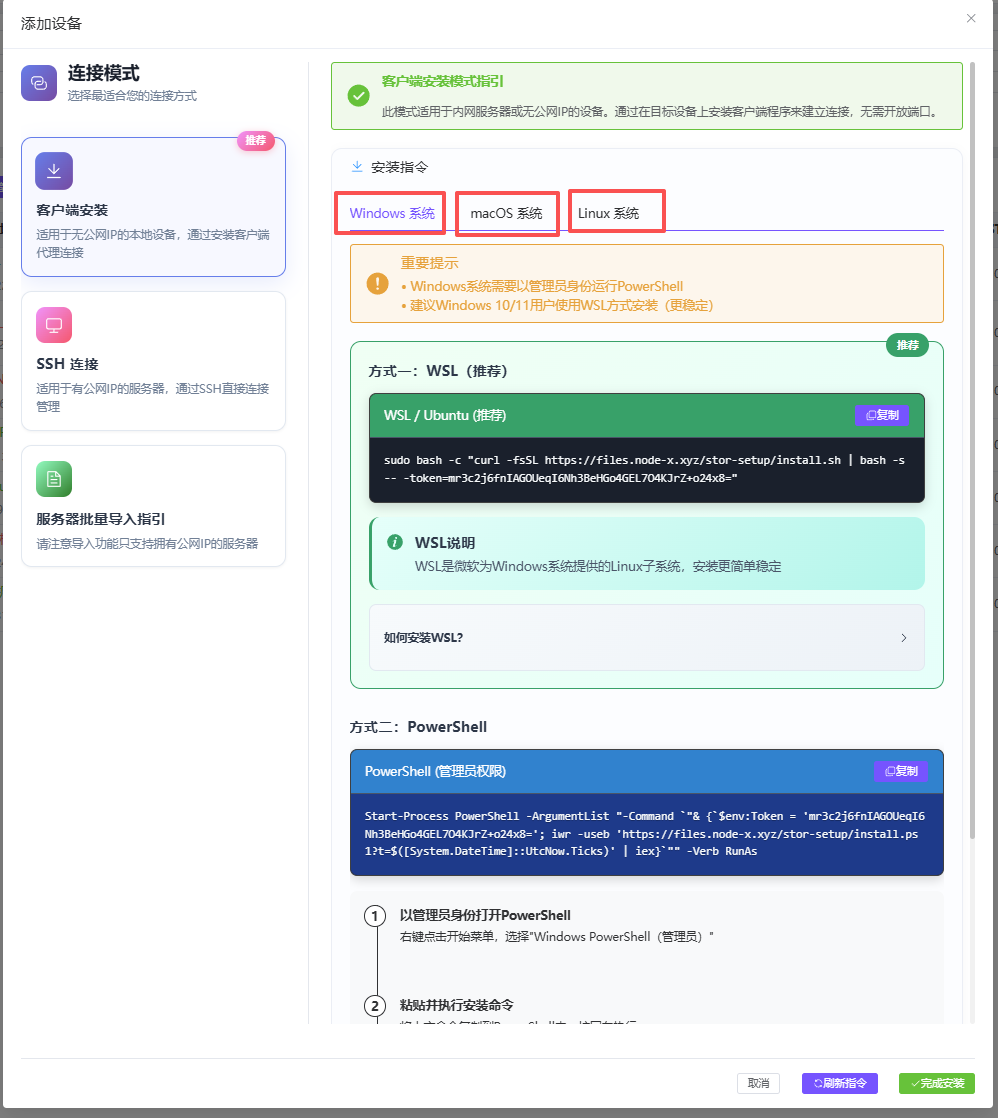 添加设备
连接模式
选择最适合您的连接方式
推荐
客户端安装
适用于无公网IP的本地设备，通过安装客户端
代理连接
SSH 连接
适用于有公网IP的服务器，通过SSH直接连接
管理
服务器批量导入指引
请注意导入功能只支持拥有公网IP的服务器
客户端安装模式指引
此模式适用于内网服务器或无公网IP的设备。通过在目标设备上安装客户端程序来建立连接，无需开放端口。
安装指令
Windows 系统 macOS 系统 Linux 系统
重要提示
• Windows系统需要以管理员身份运行PowerShell
• 建议Windows 10/11用户使用WSL方式安装（更稳定）
推荐
方式一：WSL（推荐）
WSL / Ubuntu (推荐) 复制
sudo bash -c "curl -fsSL https://files.node-x.xyz/stor-setup/install.sh | bash -s
-- -token=mr3c2j6fnIAGOUeqI6Nh3BeHGo4GEL7O4KJrZ+o24x8="
WSL说明
WSL是微软为Windows系统提供的Linux子系统，安装更简单稳定
如何安装WSL?
方式二：PowerShell
PowerShell (管理员权限) 复制
Start-Process PowerShell -ArgumentList "-Command `"& {`$env:Token = 'mr3c2j6fnIAGOUeqI6
Nh3BeHGo4GEL7O4KJrZ+o24x8='; iwr -useb 'https://files.node-x.xyz/stor-setup/install.ps
1?t=$([System.DateTime]::UtcNow.Ticks)' | iex}`"" -Verb RunAs
1 以管理员身份打开PowerShell
右键点击开始菜单，选择"Windows PowerShell（管理员）"
2 粘贴并执行安装命令
取消 刷新指令 完成安装